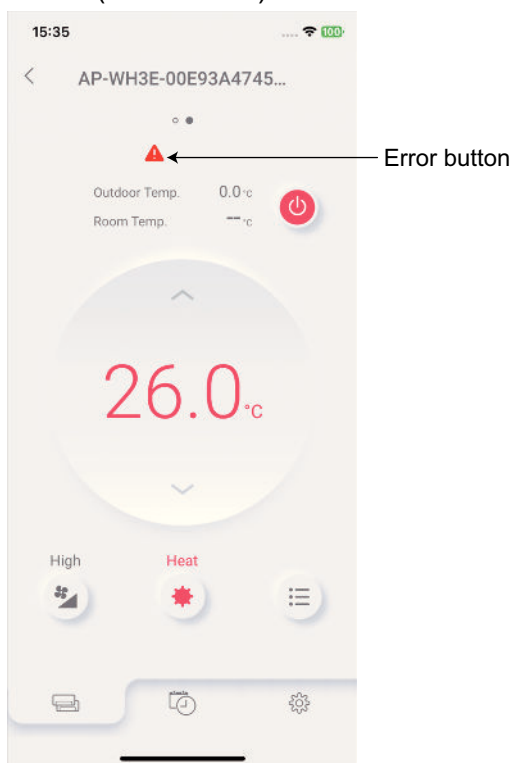 15:35
100
AP-WH3E-00E93A4745...
Error button
Outdoor Temp. 0.0°c
Room Temp. --°c
26.0°C
High Heat